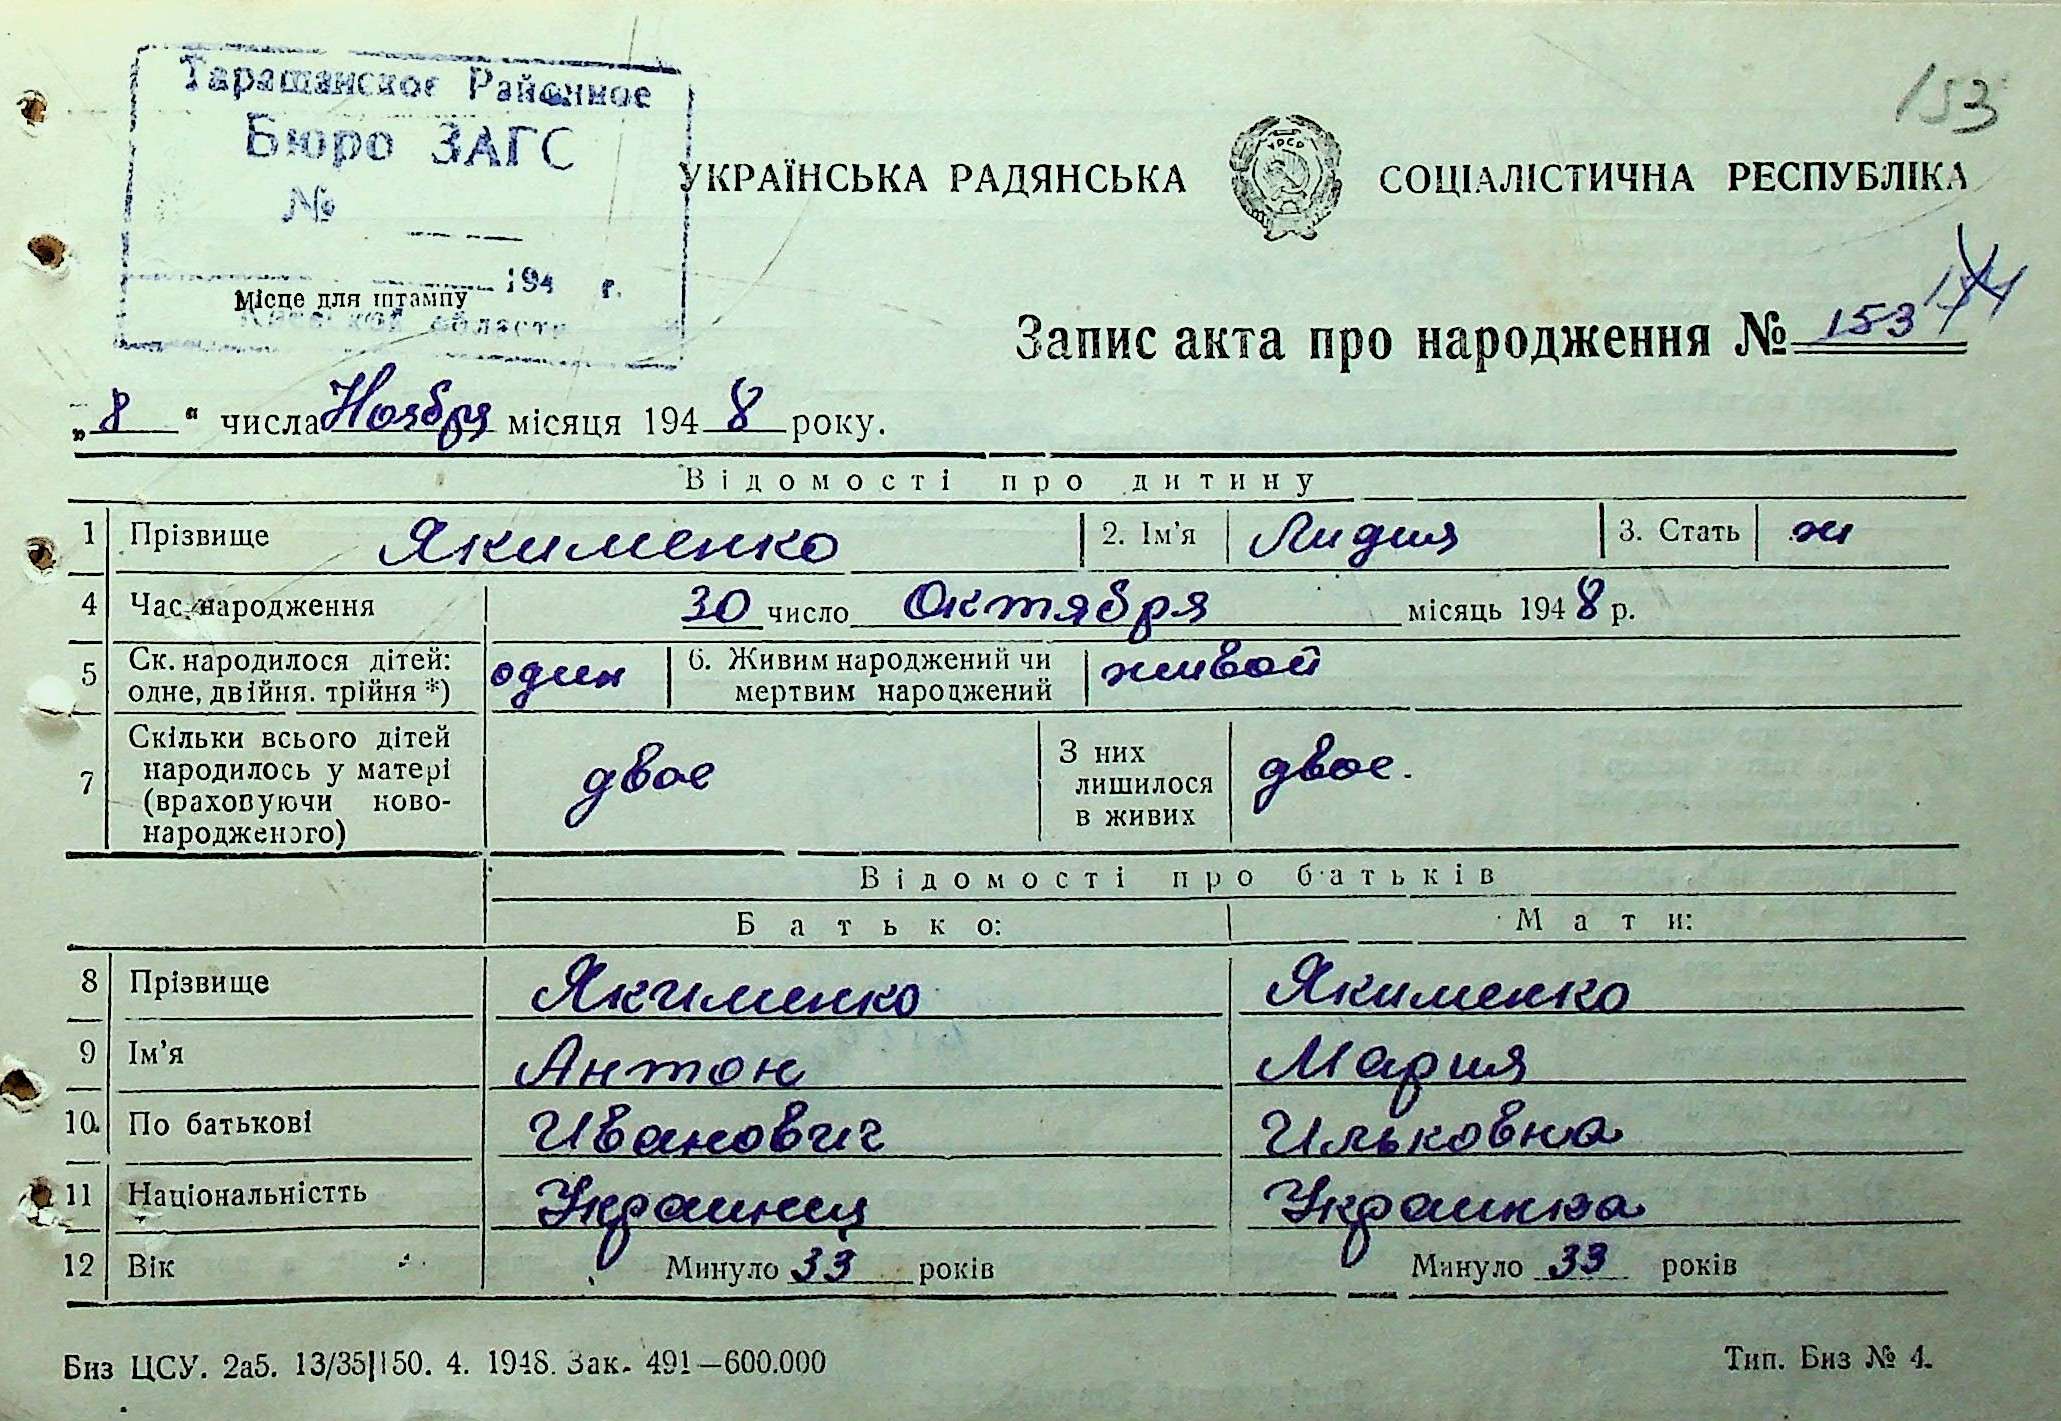 153
Таращанское Районное
Бюро ЗАГС
№
194 г.
Місце для штампу
Киевской области
УКРАЇНСЬКА РАДЯНСЬКА СОЦІАЛІСТИЧНА РЕСПУБЛІКА
УРСР
Запис акта про народження № 153
„8" числа Ноября місяця 1948 року.
Відомості про дитину
1 Прізвище Якименко 2. Ім'я Лидия 3. Стать ж
4 Час народження 30 число Октября місяць 1948 р.
5 Ск. народилося дітей: одне, двійня. трійня *) один 6. Живим народжений чи мертвим народжений живой
7 Скільки всього дітей народилось у матері (враховуючи ново-народженого) двое З них лишилося в живих двое.
Відомості про батьків
Батько: Мати:
8 Прізвище Якименко Якименко
9 Ім'я Антон Мария
10. По батькові Иванович Ильковна
11 Національністть Украинец Украинка
12 Вік Минуло 33 років Минуло 33 років
Биз ЦСУ. 2а5. 13/35|150. 4. 1948. Зак. 491—600.000 Тип. Биз № 4.